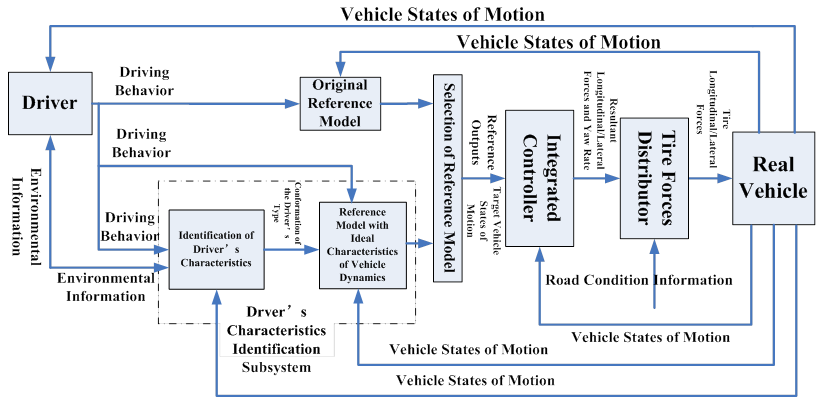 Vehicle States of Motion
Vehicle States of Motion
Driver
Driving
Behavior
Original
Reference
Model
Selection of Reference Model
Reference
Outputs
Target Vehicle
States of
Motion
Integrated
Controller
Resultant
Longitudinal/Lateral
Forces and Yaw Rate
Tire Forces
Distributor
Tire
Longitudinal/Lateral
Forces
Real
Vehicle
Driving
Behavior
Environmental
Information
Driving
Behavior
Identification of
Driver's
Characteristics
Conformation of
the Driver's
Type
Reference
Model with
Ideal
Characteristics
of Vehicle
Dynamics
Environmental
Information
Road Condition Information
Drver's
Characteristics
Identification
Subsystem
Vehicle States of Motion
Vehicle States of Motion
Vehicle States of Motion